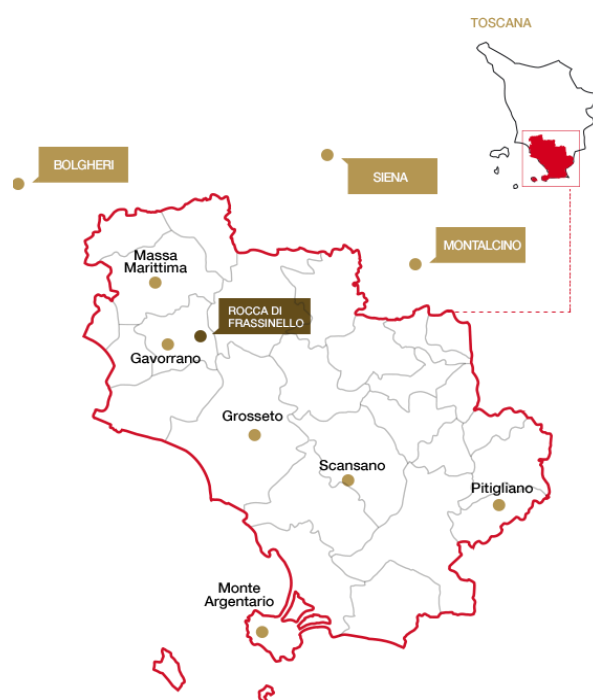 TOSCANA
BOLGHERI
SIENA
MONTALCINO
Massa
Marittima
ROCCA DI
FRASSINELLO
Gavorrano
Grosseto
Scansano
Pitigliano
Monte
Argentario